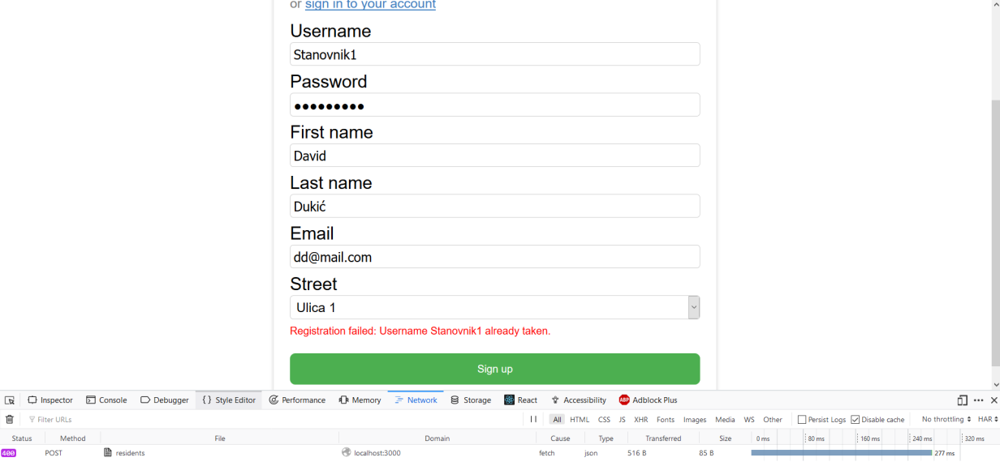 or sign in to your account
Username
Stanovnik1
Password
●●●●●●●●●
First name
David
Last name
Dukić
Email
dd@mail.com
Street
Ulica 1
Registration failed: Username Stanovnik1 already taken.
Sign up
Inspector Console Debugger { } Style Editor Performance Memory Network Storage React Accessibility ABP Adblock Plus
Filter URLs All HTML CSS JS XHR Fonts Images Media WS Other Persist Logs Disable cache No throttling HAR
Status Method File Domain Cause Type Transferred Size 0 ms 80 ms 160 ms 240 ms 320 ms
400 POST residents localhost:3000 fetch json 516 B 85 B 277 ms